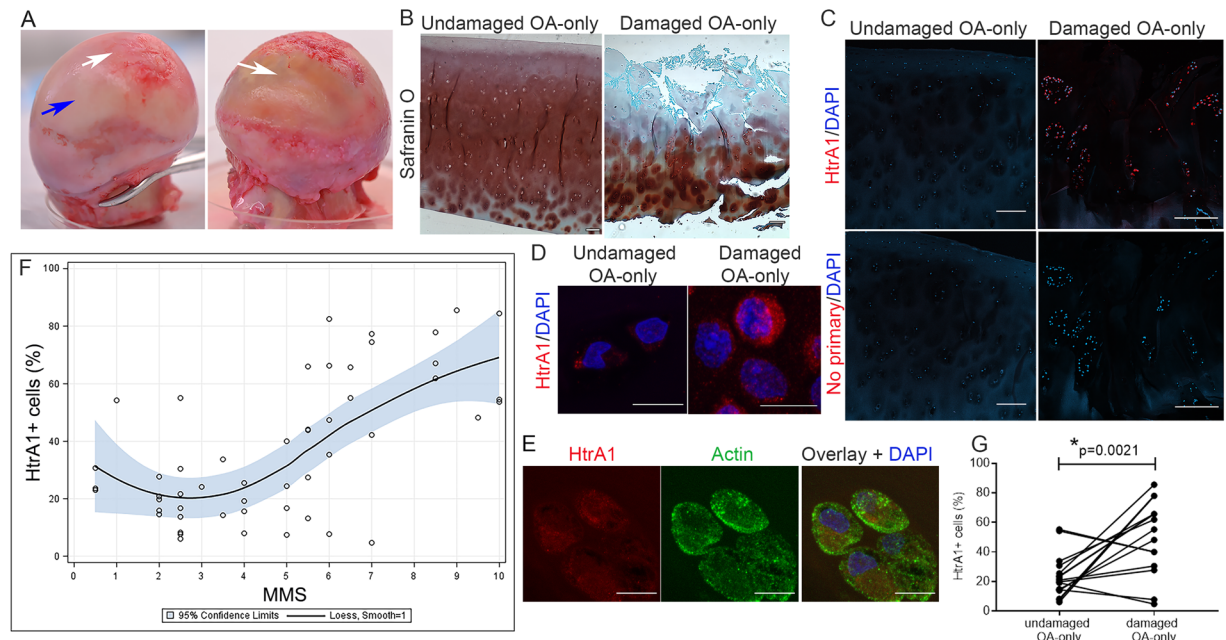 A
B
Undamaged OA-only
Damaged OA-only
Safranin O
C
Undamaged OA-only
Damaged OA-only
HtrA1/DAPI
No primary/DAPI
D
Undamaged
OA-only
Damaged
OA-only
HtrA1/DAPI
E
HtrA1
Actin
Overlay + DAPI
F
HtrA1+ cells (%)
100
80
60
40
20
0
0 1 2 3 4 5 6 7 8 9 10
MMS
95% Confidence Limits
Loess, Smooth=1
G
*p=0.0021
HtrA1+ cells (%)
100
80
60
40
20
0
undamaged
OA-only
damaged
OA-only